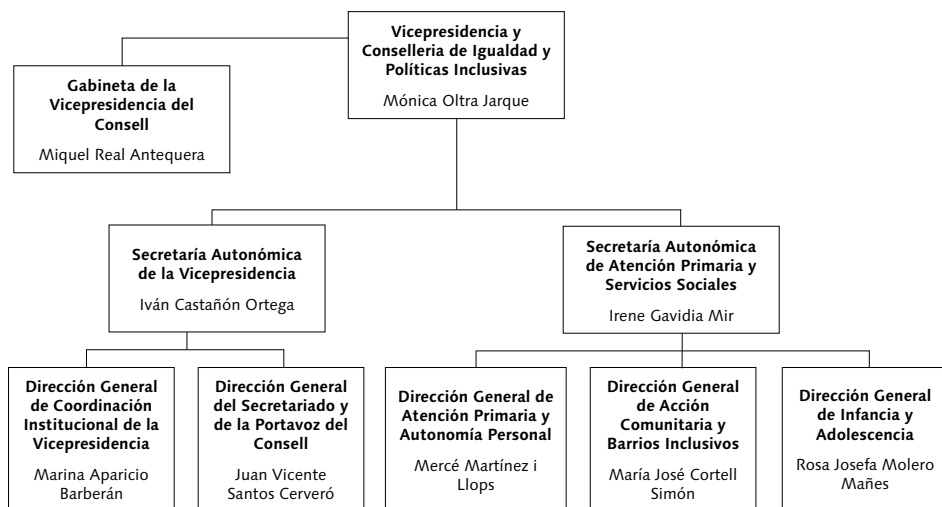 Vicepresidencia y
Conselleria de Igualdad y
Políticas Inclusivas
Mónica Oltra Jarque
Gabineta de la
Vicepresidencia del
Consell
Miquel Real Antequera
Secretaría Autonómica
de la Vicepresidencia
Iván Castañón Ortega
Secretaría Autonómica
de Atención Primaria y
Servicios Sociales
Irene Gavidia Mir
Dirección General
de Coordinación
Institucional de la
Vicepresidencia
Marina Aparicio
Barberán
Dirección General
del Secretariado y
de la Portavoz del
Consell
Juan Vicente
Santos Cerveró
Dirección General de
Atención Primaria y
Autonomía Personal
Mercé Martínez i
Llops
Dirección General
de Acción
Comunitaria y
Barrios Inclusivos
María José Cortell
Simón
Dirección General
de Infancia y
Adolescencia
Rosa Josefa Molero
Mañes